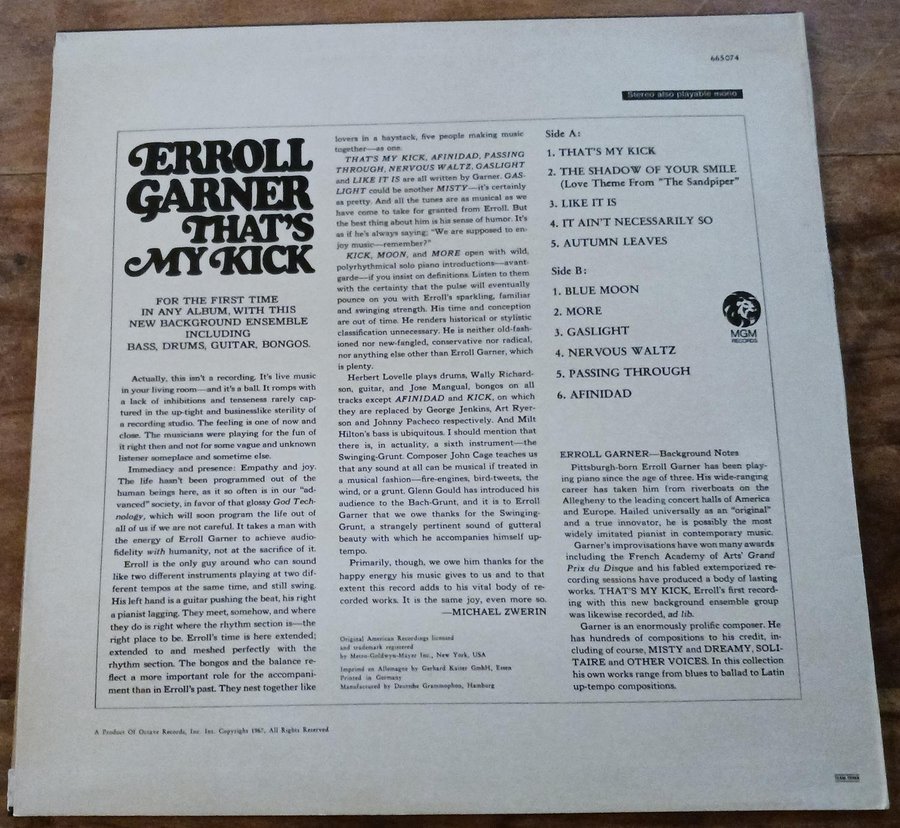 665074
Stereo also playable mono
ERROLL
GARNER
THAT'S
MY KICK
FOR THE FIRST TIME
IN ANY ALBUM, WITH THIS
NEW BACKGROUND ENSEMBLE
INCLUDING
BASS, DRUMS, GUITAR, BONGOS.
Actually, this isn't a recording. It's live music
in your living room—and it's a ball. It romps with
a lack of inhibitions and tenseness rarely cap-
tured in the up-tight and businesslike sterility of
a recording studio. The feeling is one of now and
close. The musicians were playing for the fun of
it right then and not for some vague and unknown
listener someplace and sometime else.
Immediacy and presence: Empathy and joy.
The life hasn't been programmed out of the
human beings here, as it so often is in our "ad-
vanced" society, in favor of that glossy God Tech-
nology, which will soon program the life out of
all of us if we are not careful. It takes a man with
the energy of Erroll Garner to achieve audio-
fidelity with humanity, not at the sacrifice of it.
Erroll is the only guy around who can sound
like two different instruments playing at two dif-
ferent tempos at the same time, and still swing.
His left hand is a guitar pushing the beat, his right
a pianist lagging. They meet, somehow, and where
they do is right where the rhythm section is—the
right place to be. Erroll's time is here extended;
extended to and meshed perfectly with the
rhythm section. The bongos and the balance re-
flect a more important role for the accompani-
ment than in Erroll's past. They nest together like
lovers in a haystack, five people making music
together—as one.
THAT'S MY KICK, AFINIDAD, PASSING
THROUGH, NERVOUS WALTZ, GASLIGHT
and LIKE IT IS are all written by Garner. GAS-
LIGHT could be another MISTY—it's certainly
as pretty. And all the tunes are as musical as we
have come to take for granted from Erroll. But
the best thing about him is his sense of humor. It's
as if he's always saying; "We are supposed to en-
joy music—remember?"
KICK, MOON, and MORE open with wild,
polyrhythmical solo piano introductions—avant-
garde—if you insist on definitions. Listen to them
with the certainty that the pulse will eventually
pounce on you with Erroll's sparkling, familiar
and swinging strength. His time and conception
are out of time. He renders historical or stylistic
classification unnecessary. He is neither old-fash-
ioned nor new-fangled, conservative nor radical,
nor anything else other than Erroll Garner, which
is plenty.
Herbert Lovelle plays drums, Wally Richard-
son, guitar, and Jose Mangual, bongos on all
tracks except AFINIDAD and KICK, on which
they are replaced by George Jenkins, Art Ryer-
son and Johnny Pacheco respectively. And Milt
Hilton's bass is ubiquitous. I should mention that
there is, in actuality, a sixth instrument—the
Swinging-Grunt. Composer John Cage teaches us
that any sound at all can be musical if treated in
a musical fashion—fire-engines, bird-tweets, the
wind, or a grunt. Glenn Gould has introduced his
audience to the Bach-Grunt, and it is to Erroll
Garner that we owe thanks for the Swinging-
Grunt, a strangely pertinent sound of gutteral
beauty with which he accompanies himself up-
tempo.
Primarily, though, we owe him thanks for the
happy energy his music gives to us and to that
extent this record adds to his vital body of re-
corded works. It is the same joy, even more so.
—MICHAEL ZWERIN
Original American Recordings licensed
and trademark registered
by Metro-Goldwyn-Mayer Inc., New York, USA
Imprimé en Allemagne by Gerhard Kaiser GmbH, Essen
Printed in Germany
Manufactured by Deutsche Grammophon, Hamburg
Side A:
1. THAT'S MY KICK
2. THE SHADOW OF YOUR SMILE
(Love Theme From "The Sandpiper"
3. LIKE IT IS
4. IT AIN'T NECESSARILY SO
5. AUTUMN LEAVES
Side B:
1. BLUE MOON
2. MORE
3. GASLIGHT
4. NERVOUS WALTZ
5. PASSING THROUGH
6. AFINIDAD
MGM
RECORDS
ERROLL GARNER—Background Notes
Pittsburgh-born Erroll Garner has been play-
ing piano since the age of three. His wide-ranging
career has taken him from riverboats on the
Allegheny to the leading concert halls of America
and Europe. Hailed universally as an "original"
and a true innovator, he is possibly the most
widely imitated pianist in contemporary music.
Garner's improvisations have won many awards
including the French Academy of Arts' Grand
Prix du Disque and his fabled extemporized re-
cording sessions have produced a body of lasting
works. THAT'S MY KICK, Erroll's first record-
ing with this new background ensemble group
was likewise recorded, ad lib.
Garner is an enormously prolific composer. He
has hundreds of compositions to his credit, in-
cluding of course, MISTY and DREAMY, SOLI-
TAIRE and OTHER VOICES. In this collection
his own works range from blues to ballad to Latin
up-tempo compositions.
A Product Of Octave Records, Inc. Int. Copyright 1967, All Rights Reserved